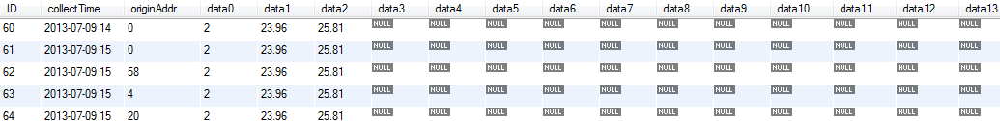 ID collectTime originAddr data0 data1 data2 data3 data4 data5 data6 data7 data8 data9 data10 data11 data12 data13
60 2013-07-09 14 0 2 23.96 25.81 NULL NULL NULL NULL NULL NULL NULL NULL NULL NULL NULL
61 2013-07-09 15 0 2 23.96 25.81 NULL NULL NULL NULL NULL NULL NULL NULL NULL NULL NULL
62 2013-07-09 15 58 2 23.96 25.81 NULL NULL NULL NULL NULL NULL NULL NULL NULL NULL NULL
63 2013-07-09 15 4 2 23.96 25.81 NULL NULL NULL NULL NULL NULL NULL NULL NULL NULL NULL
64 2013-07-09 15 20 2 23.96 25.81 NULL NULL NULL NULL NULL NULL NULL NULL NULL NULL NULL